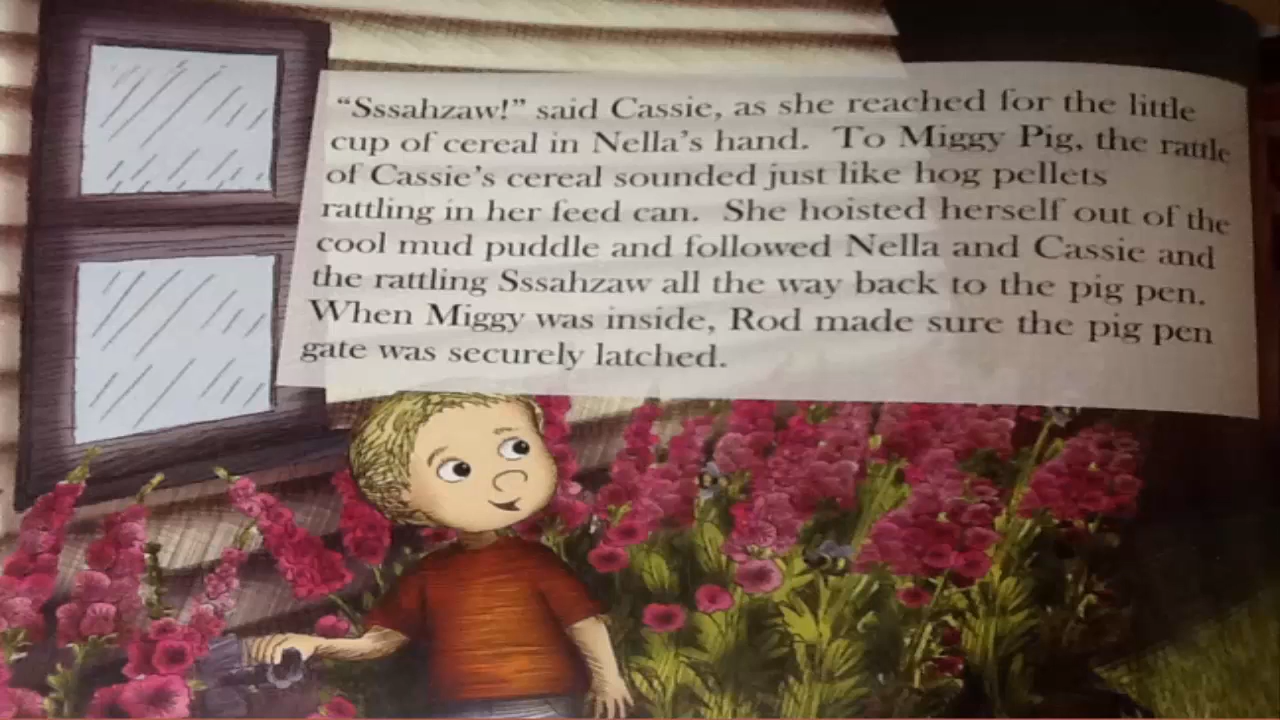 “Sssahzaw!” said Cassie, as she reached for the little
cup of cereal in Nella’s hand. To Miggy Pig, the rattle
of Cassie’s cereal sounded just like hog pellets
rattling in her feed can. She hoisted herself out of the
cool mud puddle and followed Nella and Cassie and
the rattling Sssahzaw all the way back to the pig pen.
When Miggy was inside, Rod made sure the pig pen
gate was securely latched.